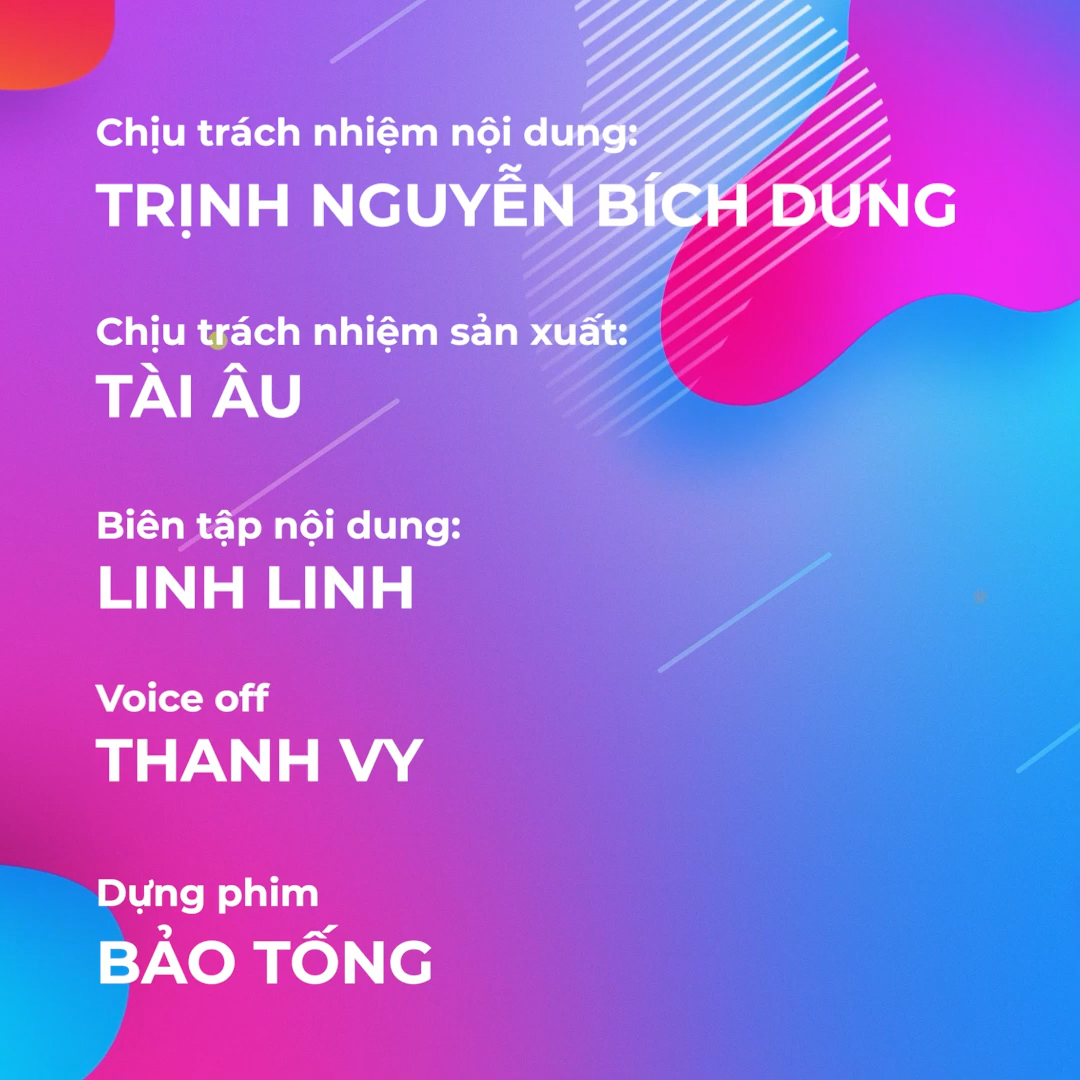 Chịu trách nhiệm nội dung:
TRỊNH NGUYỄN BÍCH DUNG
Chịu trách nhiệm sản xuất:
TÀI ÂU
Biên tập nội dung:
LINH LINH
Voice off
THANH VY
Dựng phim
BẢO TỐNG